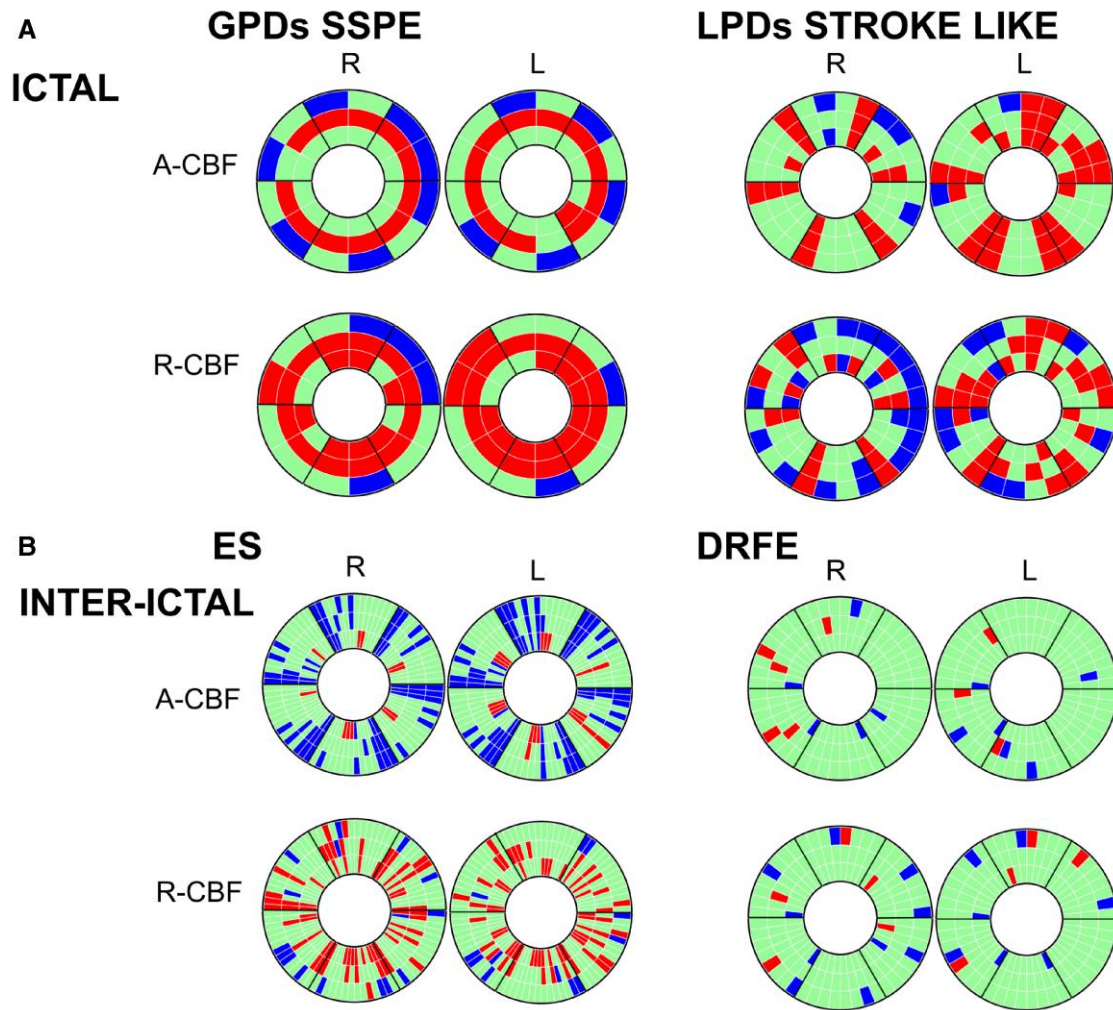 A GPDs SSPE LPDs STROKE LIKE
R L R L
ICTAL
A-CBF
R-CBF
B ES DRFE
R L R L
INTER-ICTAL
A-CBF
R-CBF